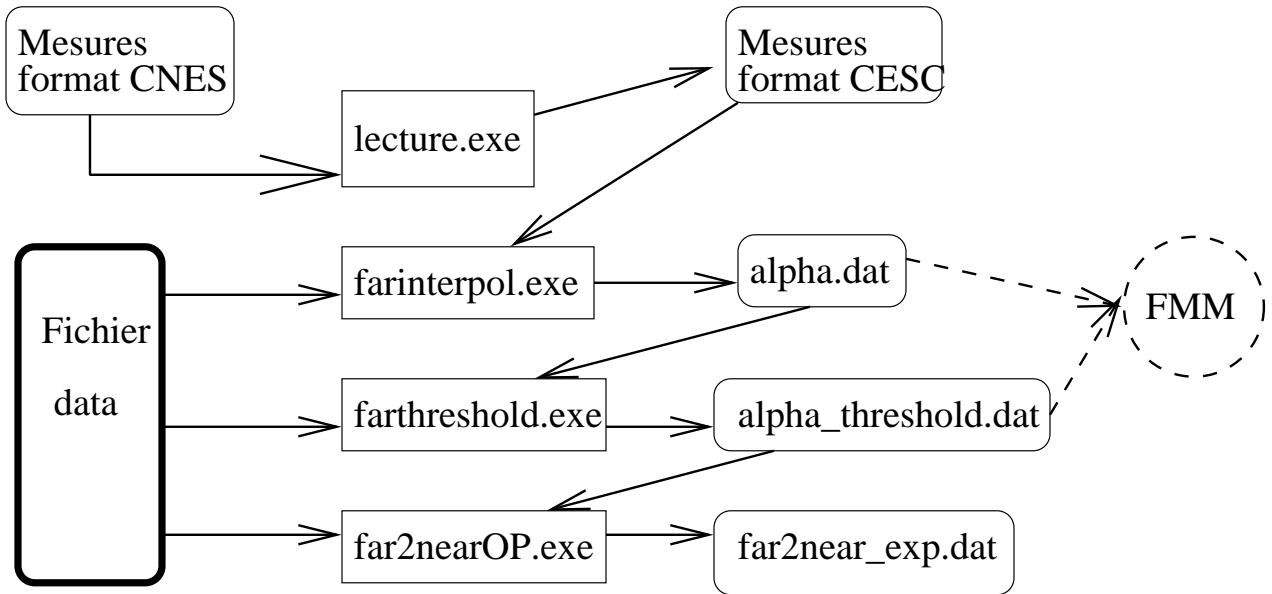 Mesures
format CNES
Mesures
format CESC
lecture.exe
farinterpol.exe
alpha.dat
FMM
Fichier
data
farthreshold.exe
alpha_threshold.dat
far2nearOP.exe
far2near_exp.dat